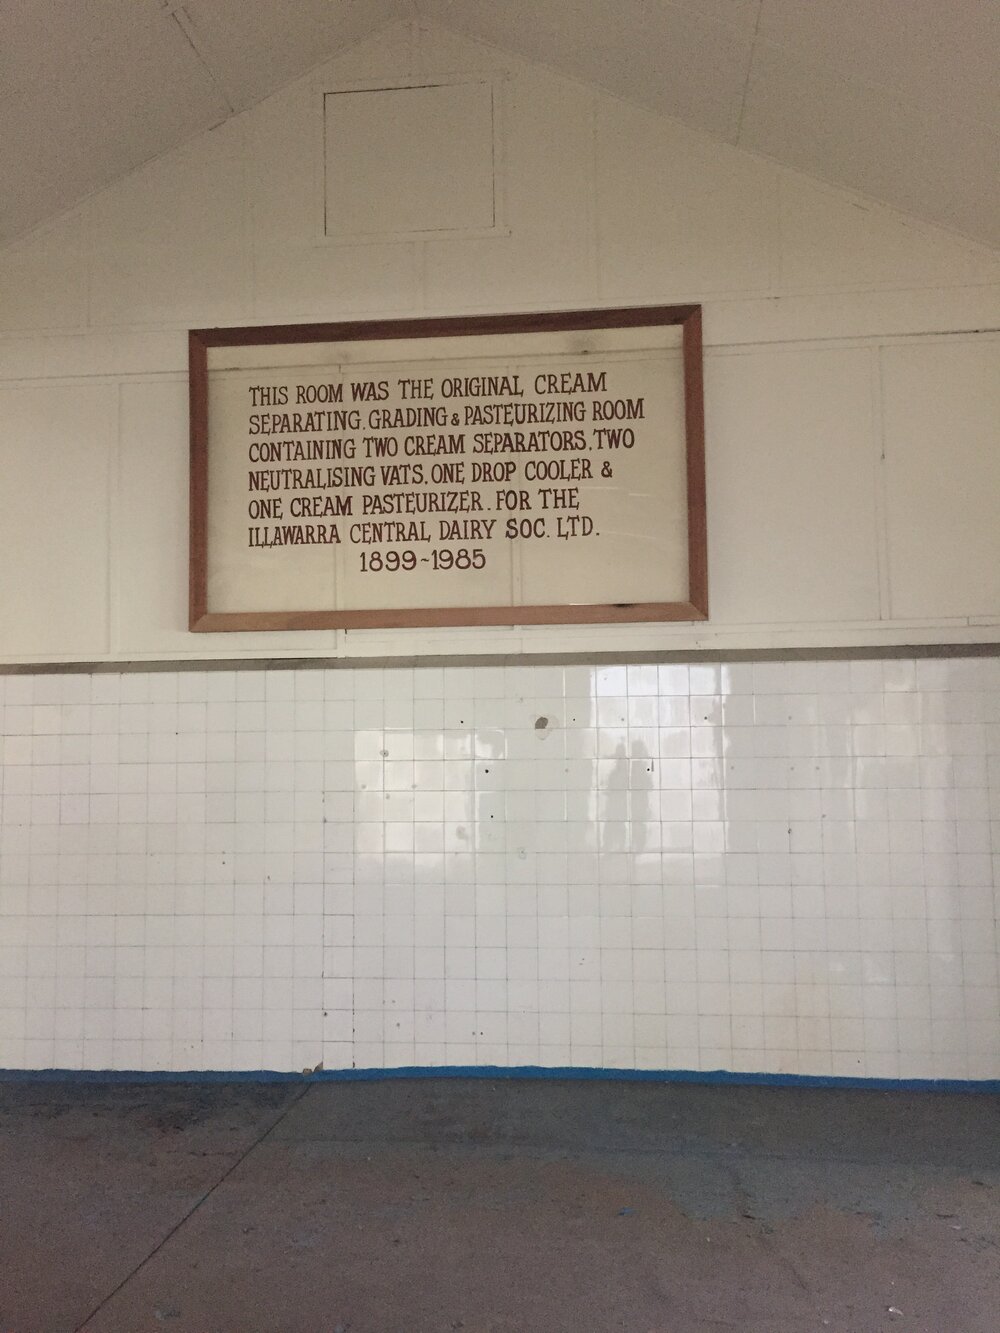 THIS ROOM WAS THE ORIGINAL CREAM
SEPARATING, GRADING & PASTEURIZING ROOM
CONTAINING TWO CREAM SEPARATORS, TWO
NEUTRALISING VATS, ONE DROP COOLER &
ONE CREAM PASTEURIZER. FOR THE
ILLAWARRA CENTRAL DAIRY SOC. LTD.
1899~1985